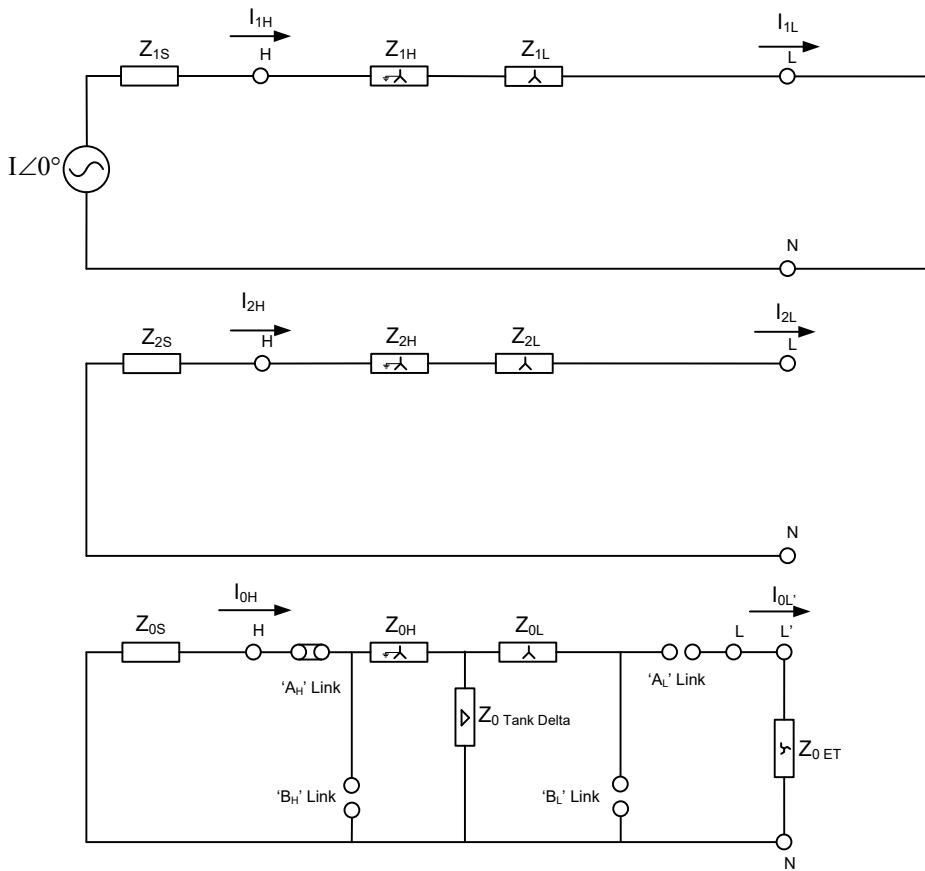 I₁H
I₁L
Z₁S
H
Z₁H
Z₁L
L
I∠0°
N
I₂H
I₂L
Z₂S
H
Z₂H
Z₂L
L
N
I₀H
I₀L'
Z₀S
H
Z₀H
Z₀L
L
L'
'AH' Link
'AL' Link
Z₀ Tank Delta
Z₀ ET
'BH' Link
'BL' Link
N